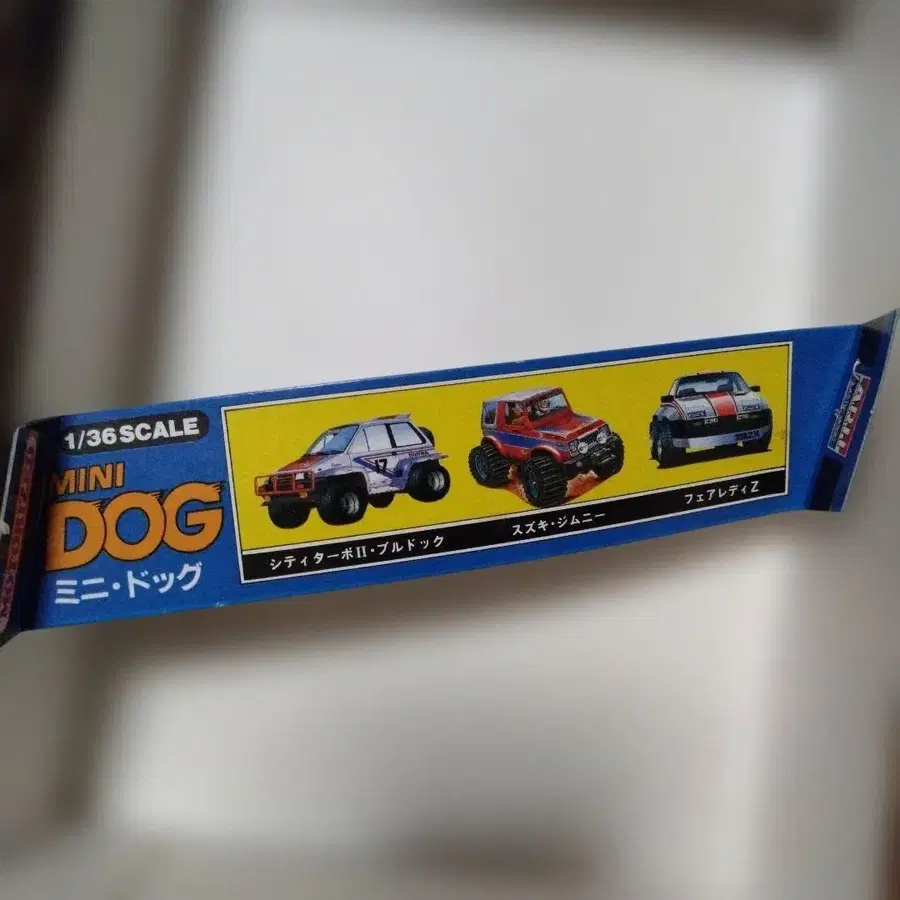 1/36 SCALE
MINI
DOG
ミニ・ドッグ
シティターボII・ブルドック
スズキ・ジムニー
フェアレディZ